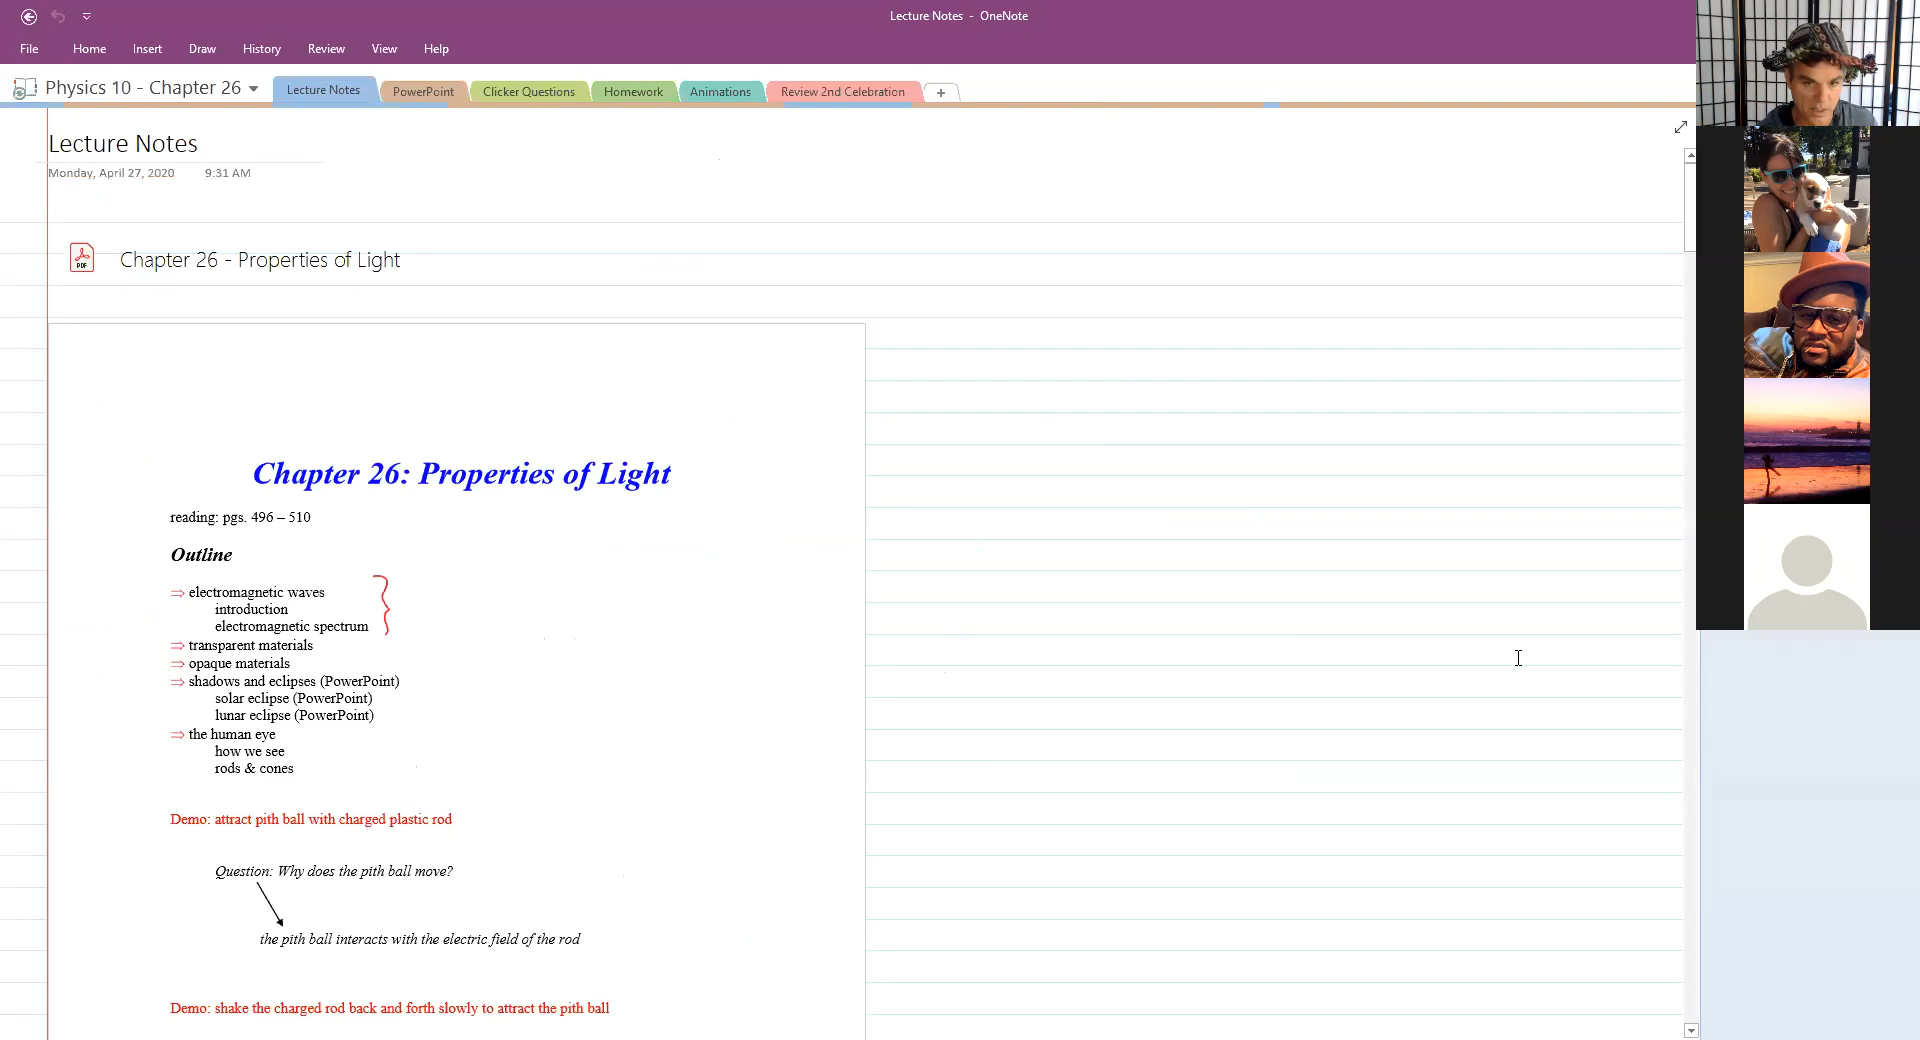 Lecture Notes - OneNote
File Home Insert Draw History Review View Help
Physics 10 - Chapter 26 Lecture Notes PowerPoint Clicker Questions Homework Animations Review 2nd Celebration +
Lecture Notes
Monday, April 27, 2020 9:31 AM
PDF
Chapter 26 - Properties of Light
Chapter 26: Properties of Light
reading: pgs. 496 – 510
Outline
⇒ electromagnetic waves
introduction
electromagnetic spectrum
⇒ transparent materials
⇒ opaque materials
⇒ shadows and eclipses (PowerPoint)
solar eclipse (PowerPoint)
lunar eclipse (PowerPoint)
⇒ the human eye
how we see
rods & cones
Demo: attract pith ball with charged plastic rod
Question: Why does the pith ball move?
the pith ball interacts with the electric field of the rod
Demo: shake the charged rod back and forth slowly to attract the pith ball